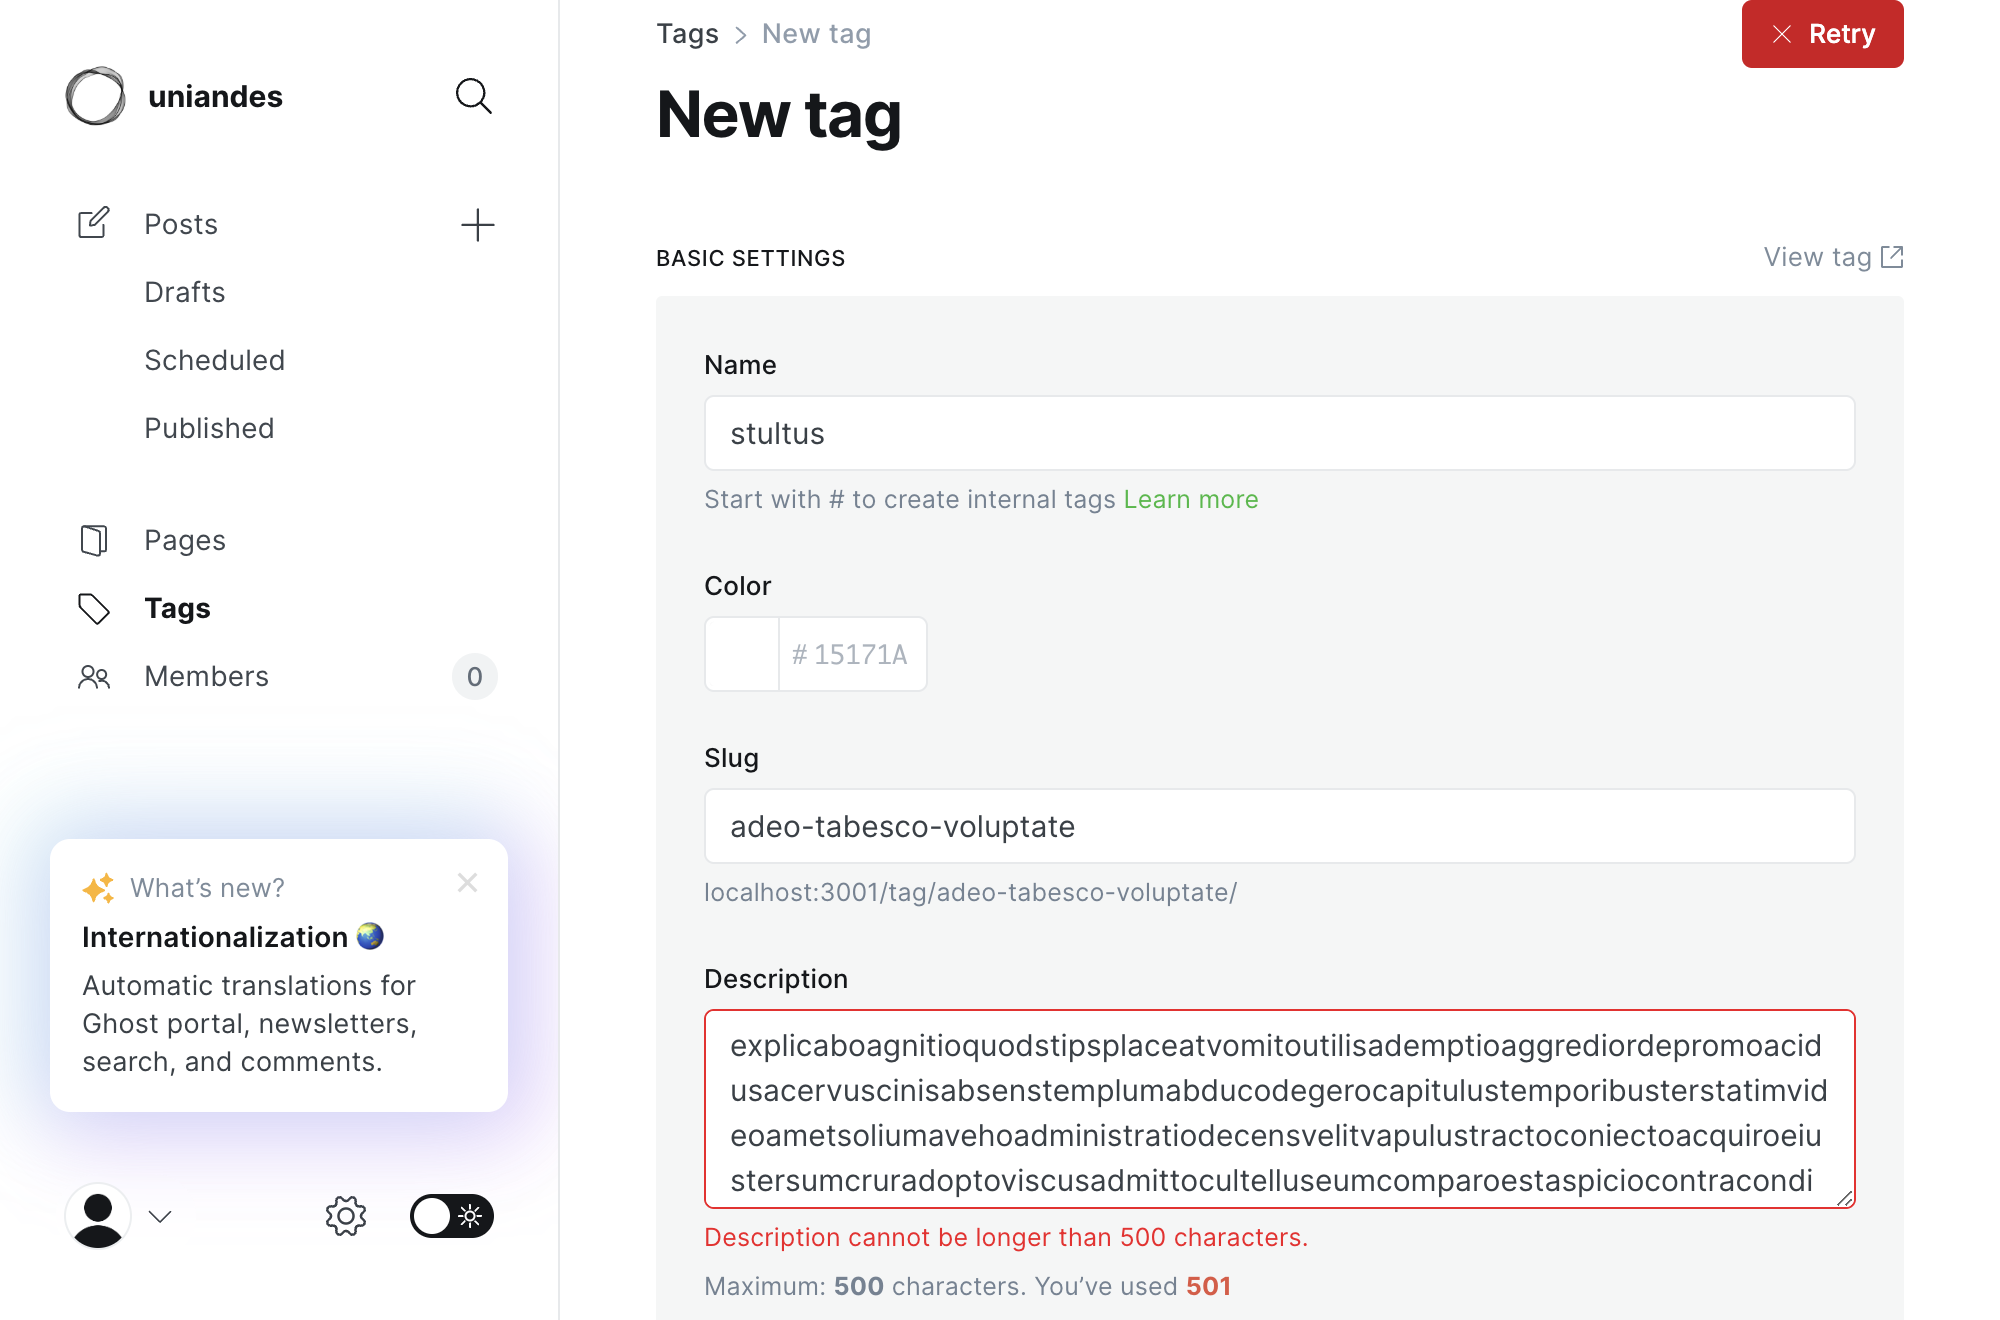 uniandes
Posts
Drafts
Scheduled
Published
Pages
Tags
Members 0
What's new?
Internationalization
Automatic translations for
Ghost portal, newsletters,
search, and comments.
Tags > New tag
Retry
New tag
BASIC SETTINGS
View tag
Name
stultus
Start with # to create internal tags Learn more
Color
# 15171A
Slug
adeo-tabesco-voluptate
localhost:3001/tag/adeo-tabesco-voluptate/
Description
explicaboagnitioquodstipsplaceatvomitoutilisademptioaggrediordepromoacid
usacervuscinisabsenstemplumabducodegerocapitulustemporibusterstatimvid
eoametsoliumavehoadministratiodecensvelitvapulustractoconiectoacquiroeiu
stersumcruradoptoviscusadmittocultelluseumcomparoestaspiciocontracondi
Description cannot be longer than 500 characters.
Maximum: 500 characters. You've used 501